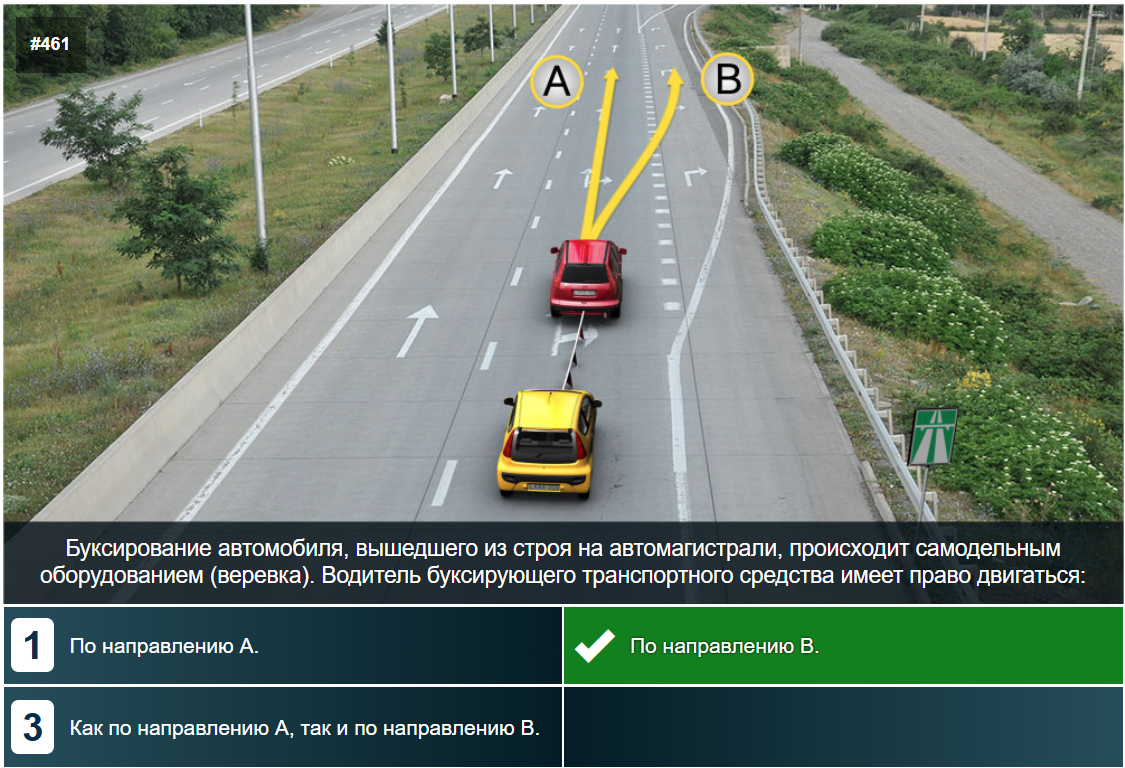 #461
A
B
Буксирование автомобиля, вышедшего из строя на автомагистрали, происходит самодельным
оборудованием (веревка). Водитель буксирующего транспортного средства имеет право двигаться:
1
По направлению A.
По направлению B.
3
Как по направлению A, так и по направлению B.